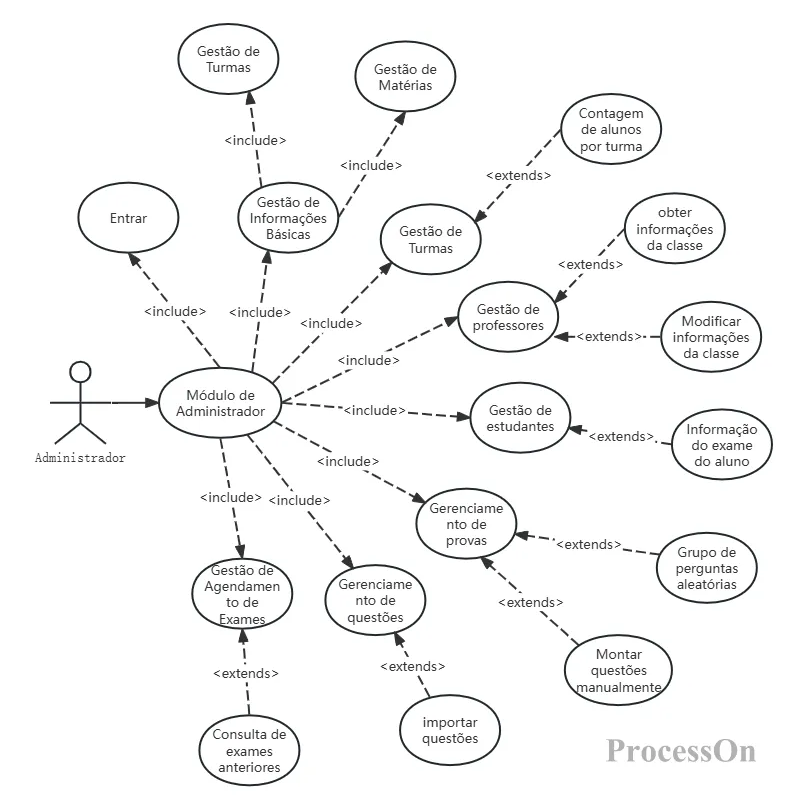 Gestão de
Turmas
Gestão de
Matérias
Contagem
de alunos
por turma
<include>
<include>
<extends>
Entrar
Gestão de
Informações
Básicas
Gestão de
Turmas
obter
informações
da classe
<extends>
<include>
<include>
<include>
Gestão de
professores
<extends>
Modificar
informações
da classe
<include>
Módulo de
Administrador
<include>
Gestão de
estudantes
<extends>
Informação
do exame
do aluno
Administrador
<include>
<include>
<include>
Gerenciame
nto de
provas
<extends>
Grupo de
perguntas
aleatórias
Gestão de
Agendamen
to de
Exames
Gerenciame
nto de
questões
<extends>
Montar
questões
manualmente
<extends>
<extends>
Consulta de
exames
anteriores
importar
questões
ProcessOn